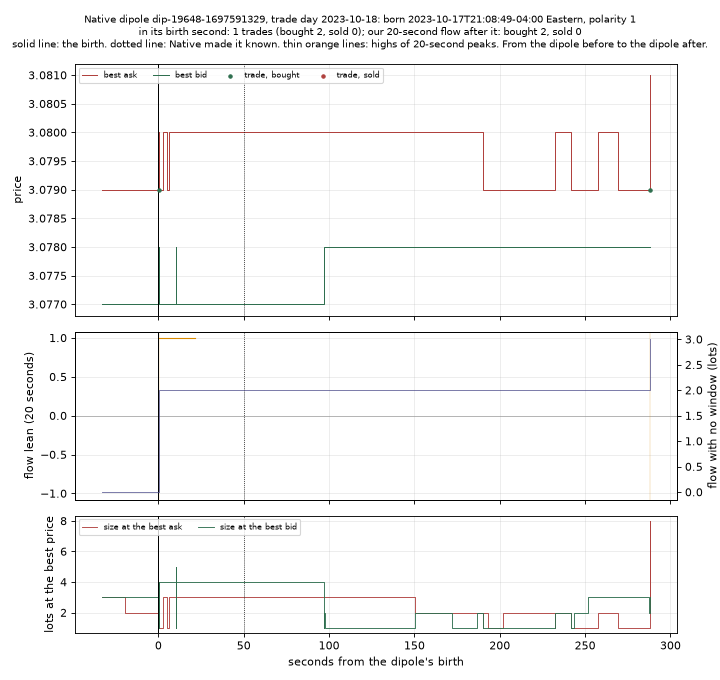 Native dipole dip-19648-1697591329, trade day 2023-10-18: born 2023-10-17T21:08:49-04:00 Eastern, polarity 1
in its birth second: 1 trades (bought 2, sold 0); our 20-second flow after it: bought 2, sold 0
solid line: the birth. dotted line: Native made it known. thin orange lines: highs of 20-second peaks. From the dipole before to the dipole after.
best ask
best bid
trade, bought
trade, sold
3.0810
3.0805
3.0800
3.0795
3.0790
3.0785
3.0780
3.0775
3.0770
price
1.0
0.5
0.0
−0.5
−1.0
flow lean (20 seconds)
3.0
2.5
2.0
1.5
1.0
0.5
0.0
flow with no window (lots)
size at the best ask
size at the best bid
8
6
4
2
lots at the best price
0
50
100
150
200
250
300
seconds from the dipole's birth